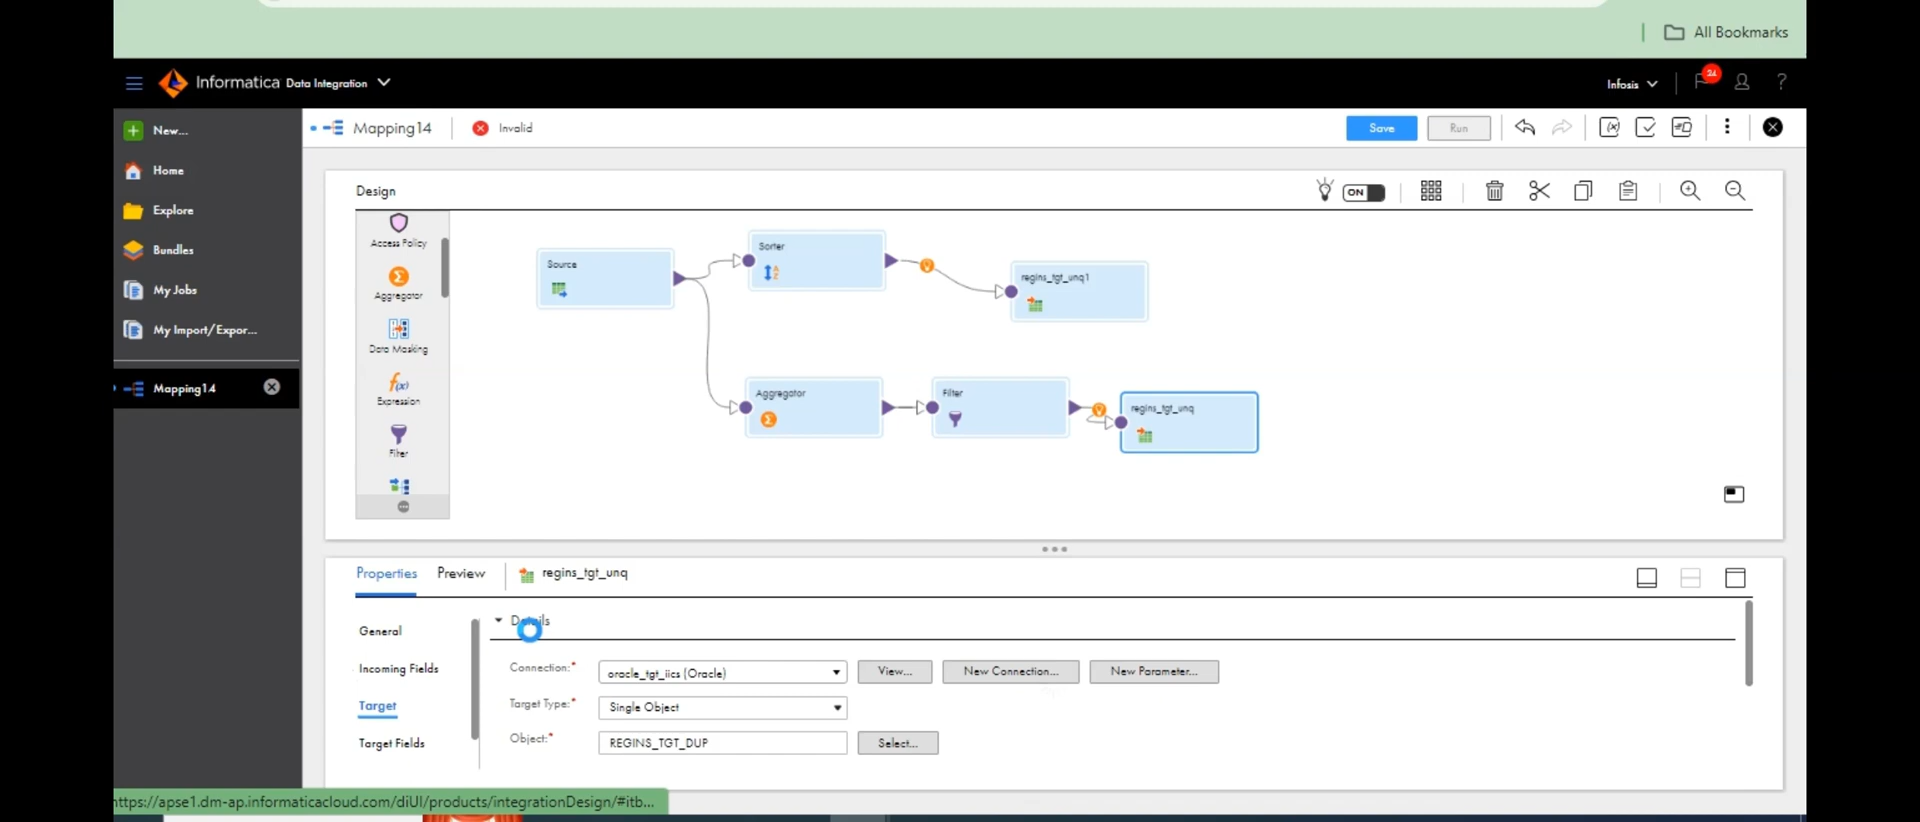 All Bookmarks
Informatica Data Integration
Infosis
24
?
New...
Home
Explore
Bundles
My Jobs
My Import/Expor...
Mapping14
Mapping14
Invalid
Save
Run
Design
ON
Access Policy
Aggregator
Data Masking
f(x)
Expression
Filter
Source
Sorter
regins_tgt_unq1
Aggregator
Filter
regins_tgt_unq
Properties
Preview
regins_tgt_unq
General
Incoming Fields
Target
Target Fields
Details
Connection:*
oracle_tgt_iics (Oracle)
View...
New Connection...
New Parameter...
Target Type:*
Single Object
Object:*
REGINS_TGT_DUP
Select...
https://apse1.dm-ap.informaticacloud.com/diUI/products/integrationDesign/#itb...